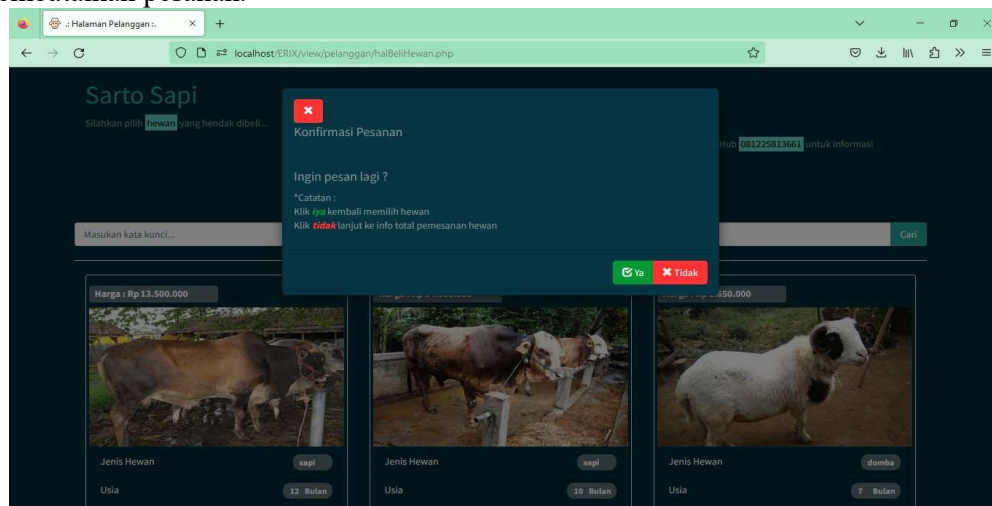 .: Halaman Pelanggan :.
localhost/ERIX/view/pelanggan/halBeliHewan.php
Sarto Sapi
Silahkan pilih hewan yang hendak dibeli...
Hub 081225813661 untuk informasi
Konfirmasi Pesanan
Ingin pesan lagi ?
*Catatan :
Klik iya kembali memilih hewan
Klik tidak lanjut ke info total pemesanan hewan
Ya Tidak
Masukan kata kunci...
Cari
Harga : Rp 13.500.000
Jenis Hewan sapi
Usia 12 Bulan
Jenis Hewan sapi
Usia 10 Bulan
Jenis Hewan domba
Usia 7 Bulan